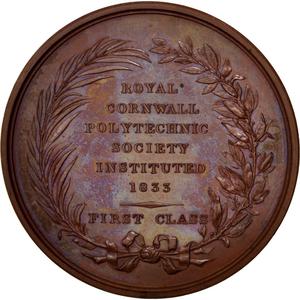 ROYAL
CORNWALL
POLYTECHNIC
SOCIETY
INSTITUTED
1833
FIRST CLASS